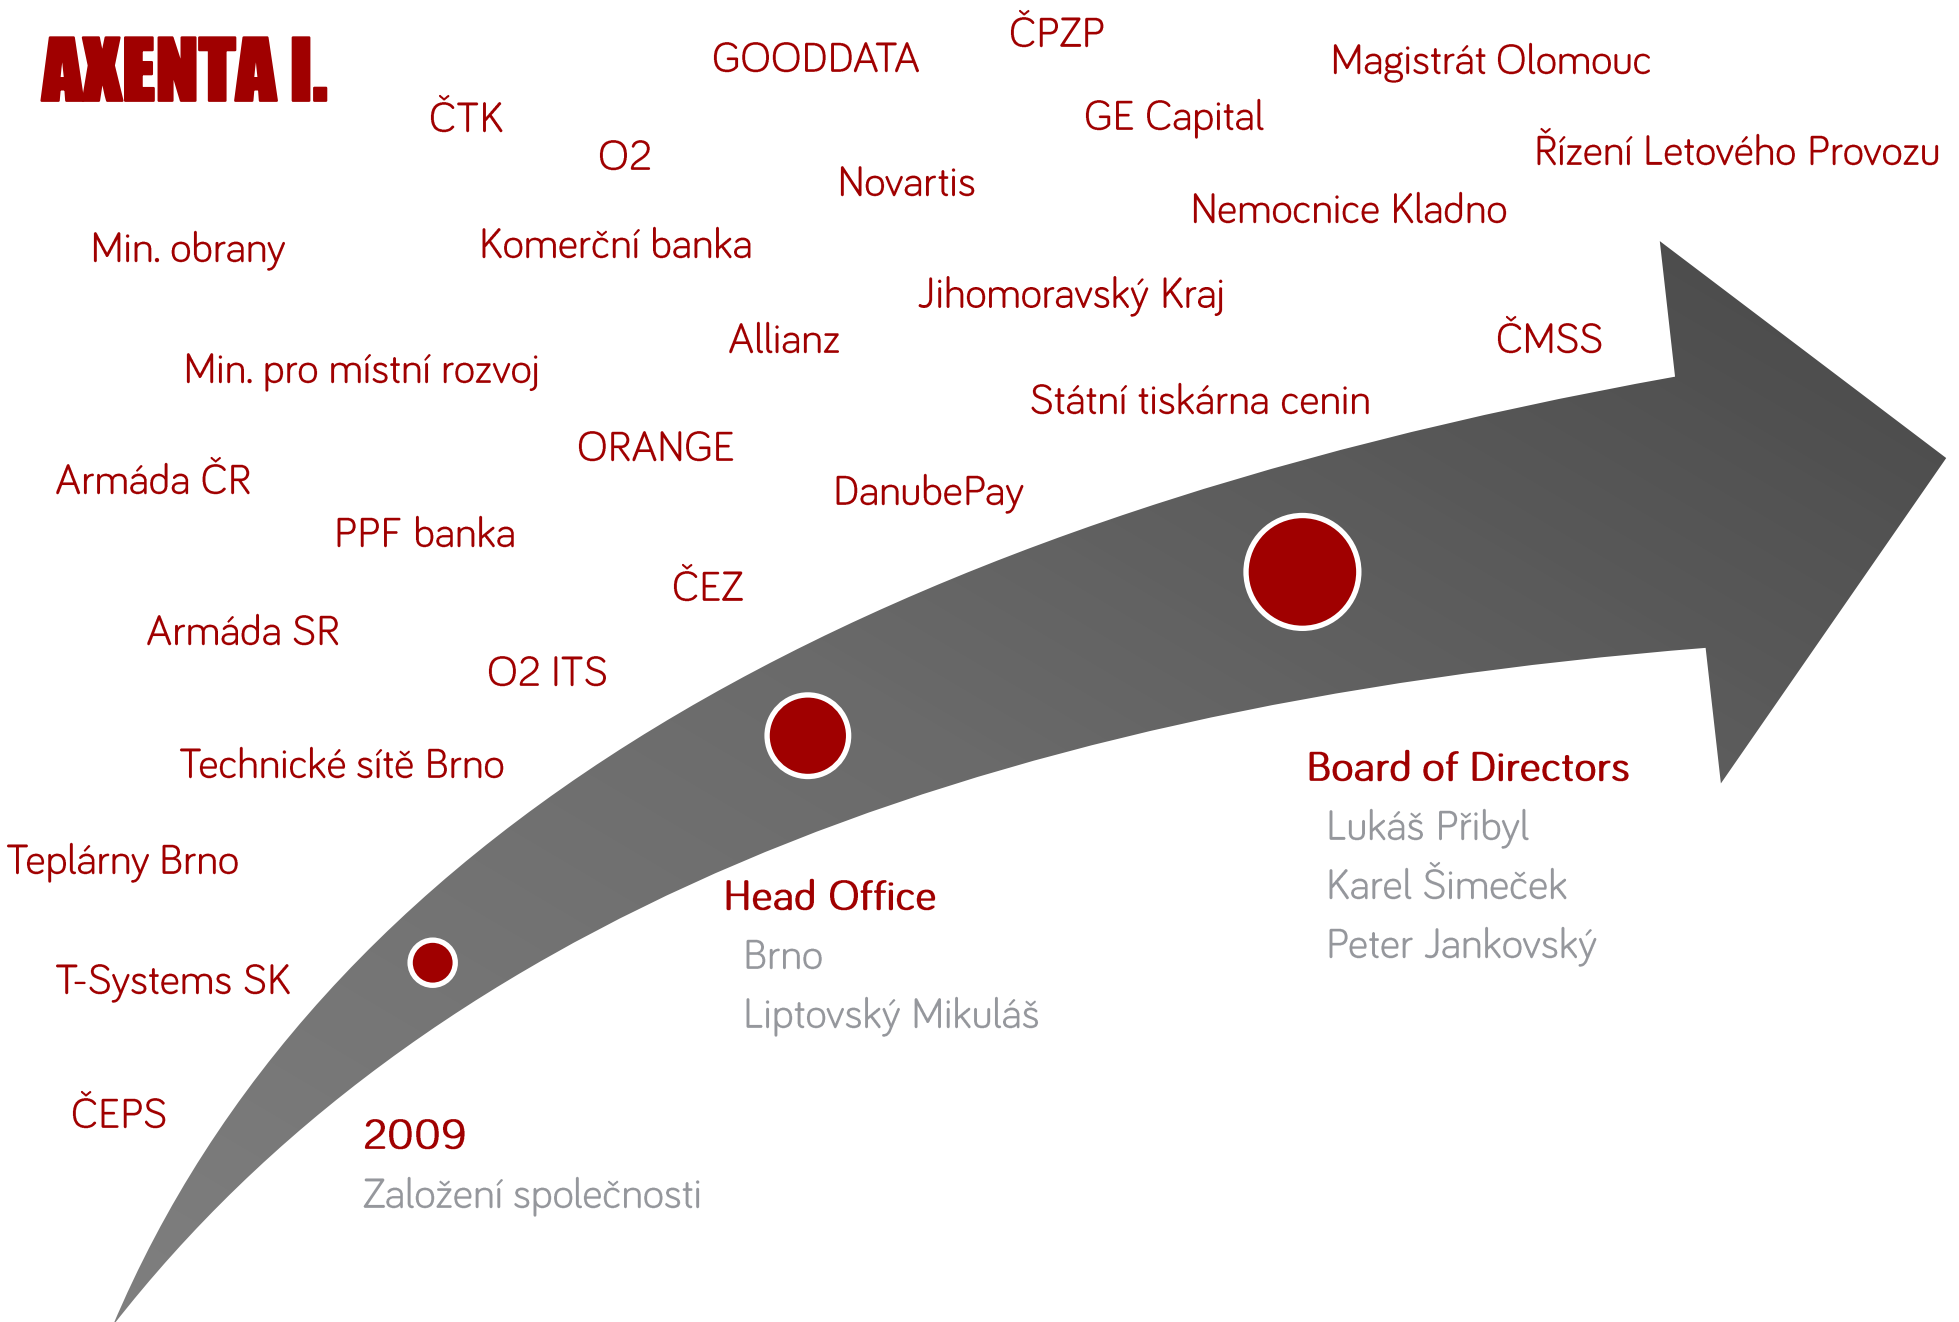 AXENTA I.
ČPZP
GOODDATA
Magistrát Olomouc
ČTK
GE Capital
O2
Řízení Letového Provozu
Novartis
Nemocnice Kladno
Min. obrany
Komerční banka
Jihomoravský Kraj
Allianz
ČMSS
Min. pro místní rozvoj
Státní tiskárna cenin
ORANGE
Armáda ČR
DanubePay
PPF banka
ČEZ
Armáda SR
O2 ITS
Technické sítě Brno
Teplárny Brno
T-Systems SK
ČEPS
Board of Directors
Lukáš Přibyl
Karel Šimeček
Peter Jankovský
Head Office
Brno
Liptovský Mikuláš
2009
Založení společnosti